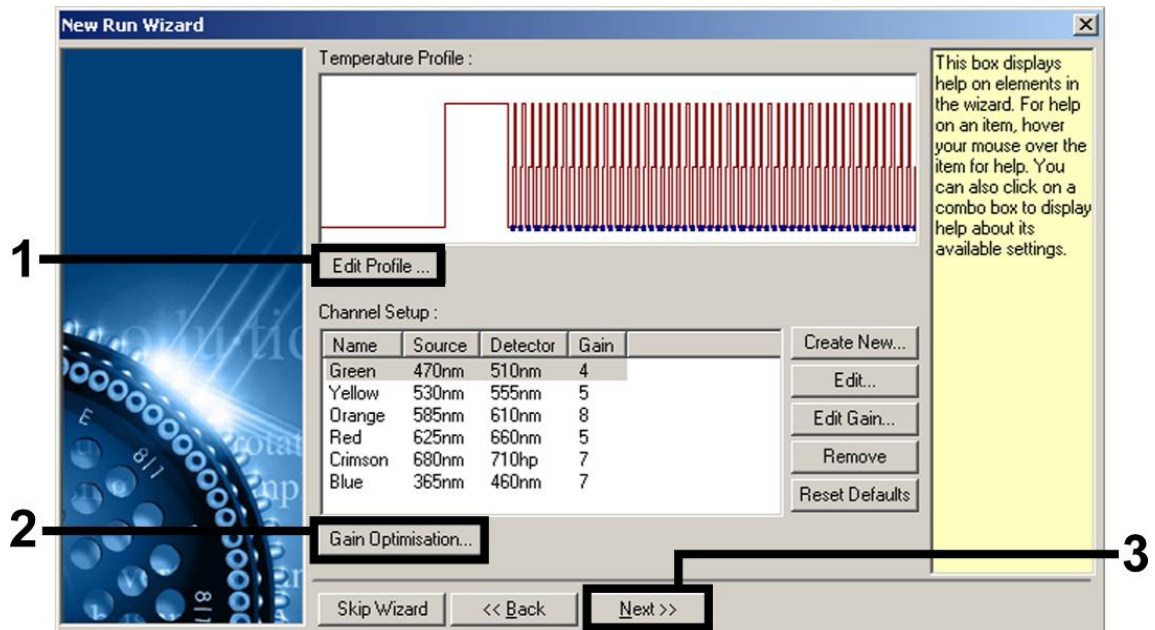 New Run Wizard
Temperature Profile :
1
Edit Profile ...
Channel Setup :
Name Source Detector Gain
Green 470nm 510nm 4
Yellow 530nm 555nm 5
Orange 585nm 610nm 8
Red 625nm 660nm 5
Crimson 680nm 710hp 7
Blue 365nm 460nm 7
Create New...
Edit...
Edit Gain...
Remove
Reset Defaults
2
Gain Optimisation...
3
Skip Wizard
<< Back
Next >>
This box displays
help on elements in
the wizard. For help
on an item, hover
your mouse over the
item for help. You
can also click on a
combo box to display
help about its
available settings.
E
8|1
8|1